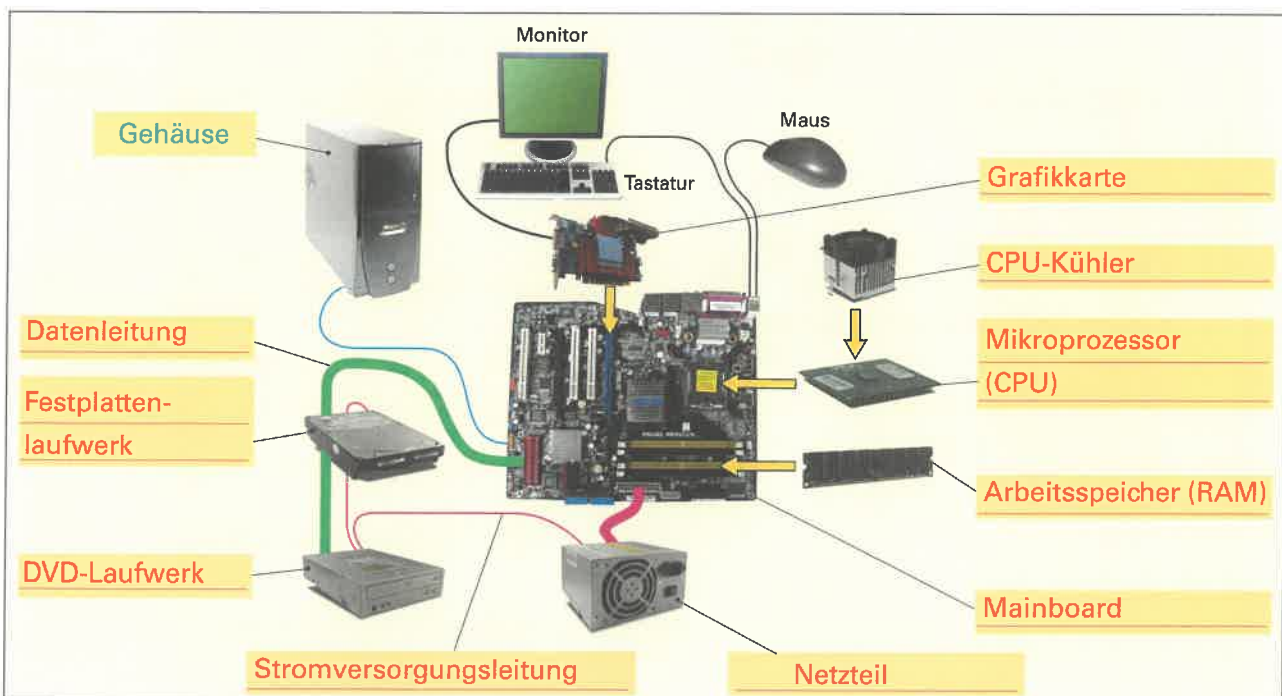 Monitor
Gehäuse
Maus
Tastatur
Grafikkarte
CPU-Kühler
Datenleitung
Mikroprozessor
(CPU)
Festplatten-
laufwerk
Arbeitsspeicher (RAM)
DVD-Laufwerk
Mainboard
Stromversorgungsleitung
Netzteil